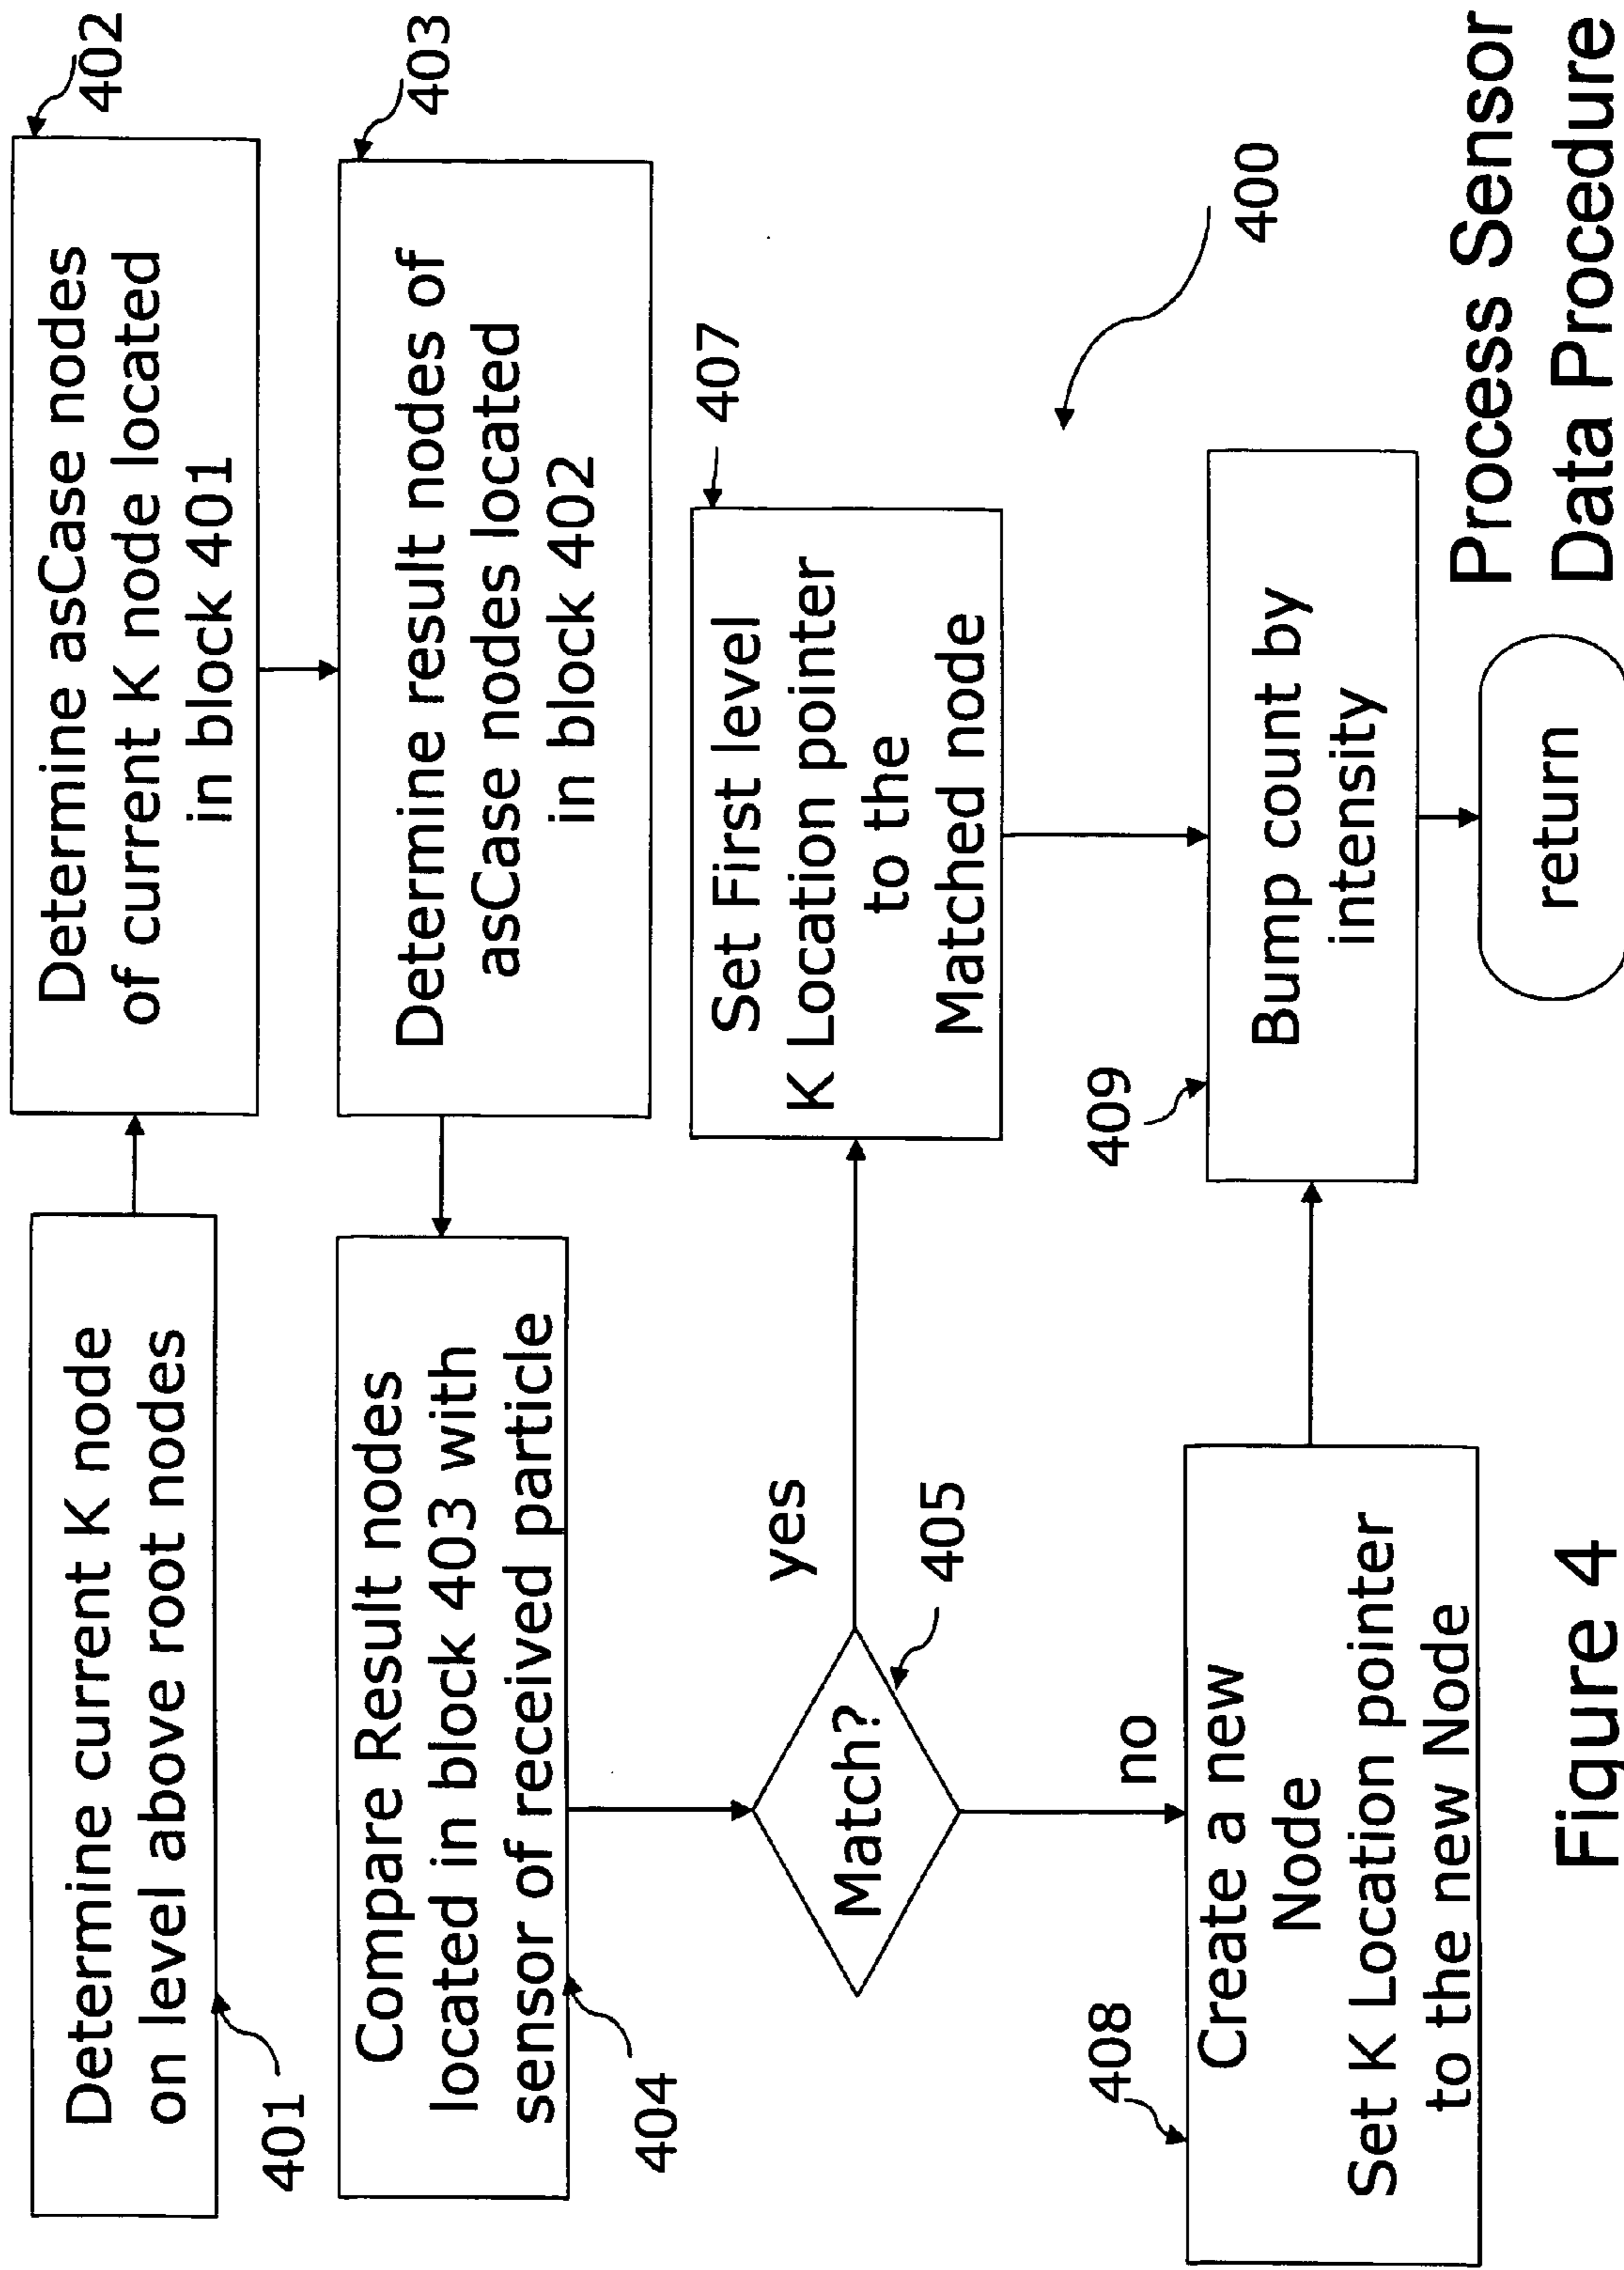 Determine current K node
on level above root nodes
401
Determine asCase nodes
of current K node located
in block 401
402
Determine result nodes of
asCase nodes located
in block 402
403
Compare Result nodes
located in block 403 with
sensor of received particle
404
Match?
405
yes
no
Set First level
K Location pointer
to the
Matched node
407
Create a new
Node
Set K Location pointer
to the new Node
408
Bump count by
intensity
409
return
400
Figure 4
Process Sensor
Data Procedure